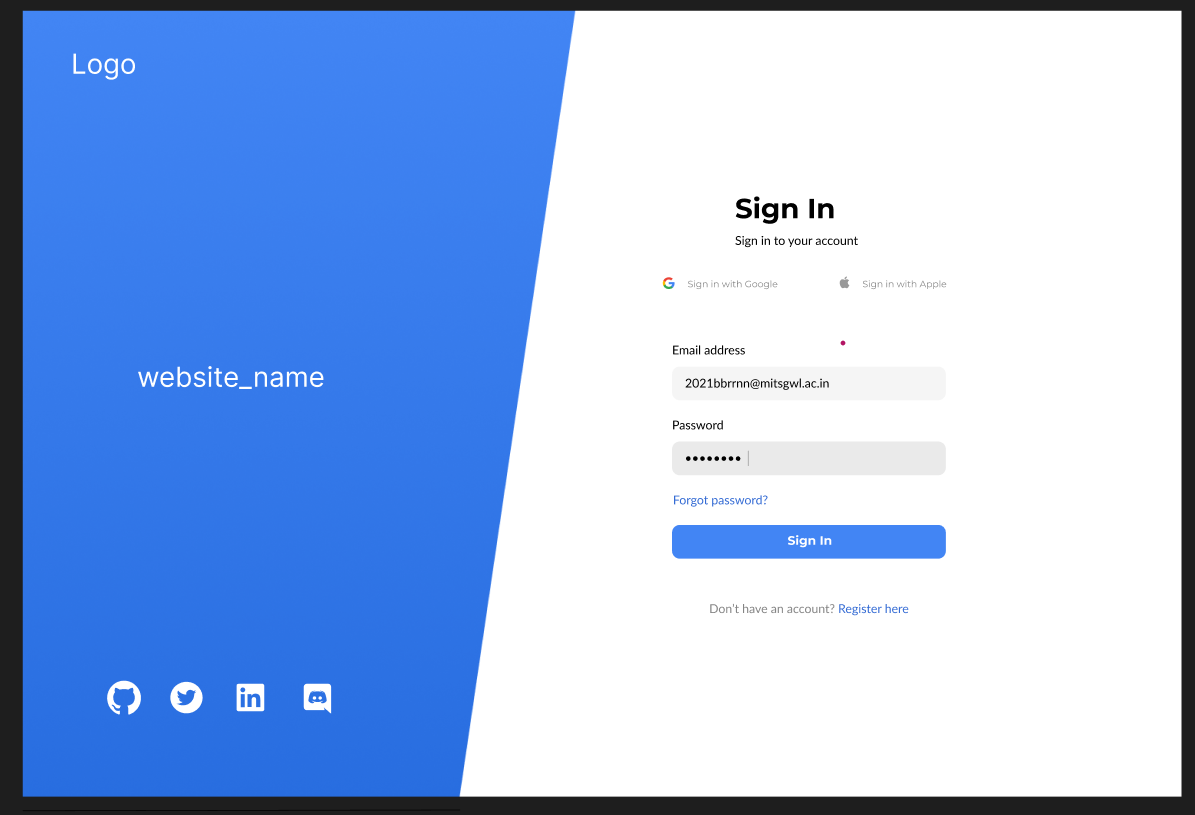 Logo
website_name
Sign In
Sign in to your account
Sign in with Google
Sign in with Apple
Email address
2021bbrrnn@mitsgwl.ac.in
Password
••••••••
Forgot password?
Sign In
Don't have an account? Register here